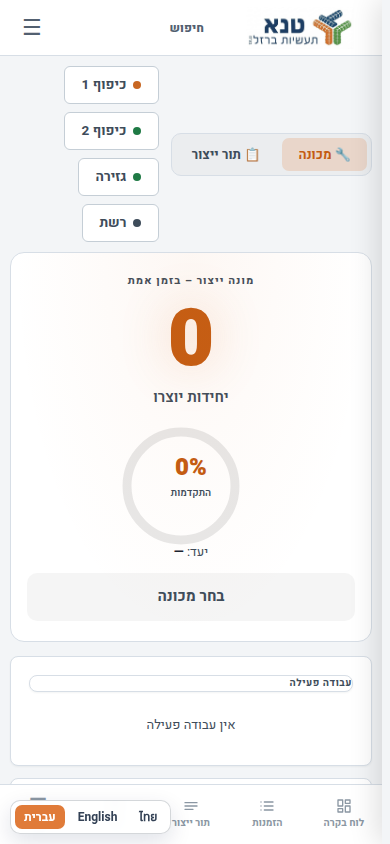 טנא
תעשיות ברזל
חיפוש
🔧 מכונה
📋 תור ייצור
כיפוף 1
כיפוף 2
גזירה
רשת
מונה ייצור – בזמן אמת
0
יחידות יוצרו
0%
התקדמות
יעד: —
בחר מכונה
עבודה פעילה
אין עבודה פעילה
לוח בקרה
הזמנות
תור ייצור
עברית
English
ไทย